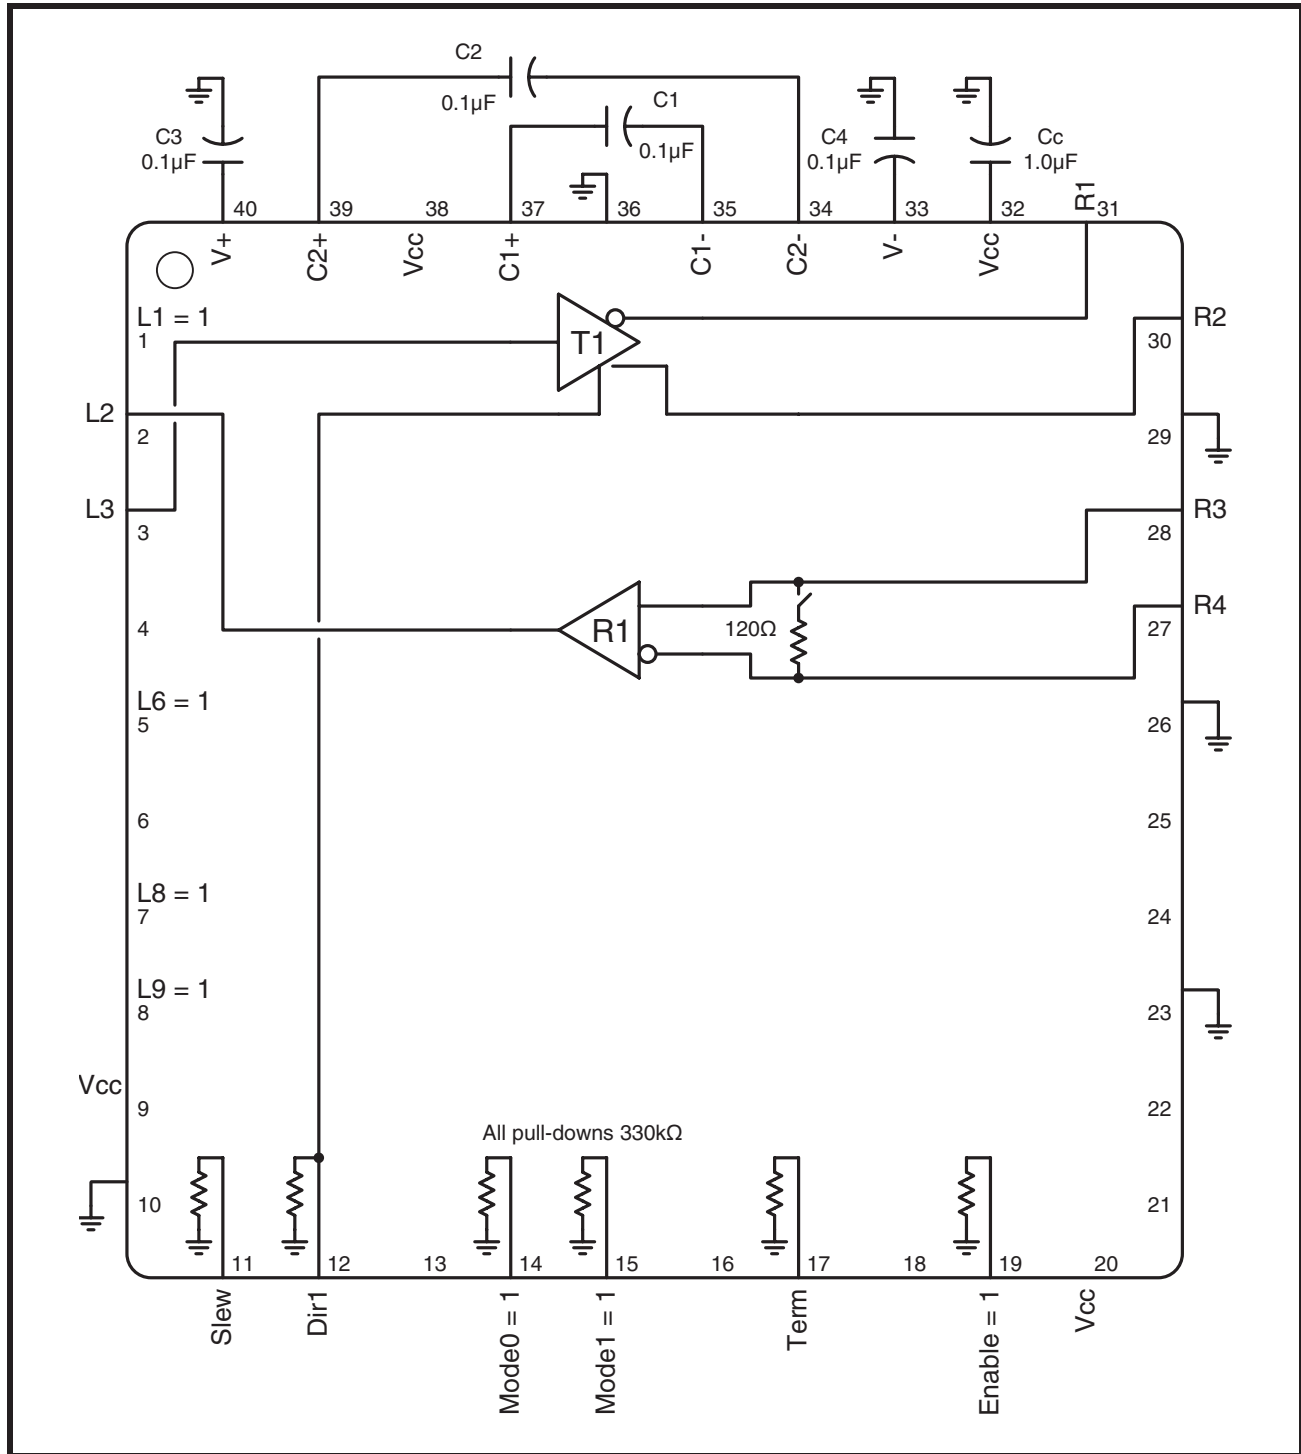 C2
0.1µF
C1
0.1µF
C3
0.1µF
C4
0.1µF
Cc
1.0µF
40
39
38
37
36
35
34
33
32
R1
31
V+
C2+
Vcc
C1+
C1-
C2-
V-
Vcc
L1 = 1
1
T1
R2
30
L2
2
29
L3
3
R3
28
4
R1
120Ω
R4
27
L6 = 1
5
26
6
25
L8 = 1
7
24
L9 = 1
8
23
Vcc
9
22
All pull-downs 330kΩ
10
21
11
12
13
14
15
16
17
18
19
20
Slew
Dir1
Mode0 = 1
Mode1 = 1
Term
Enable = 1
Vcc